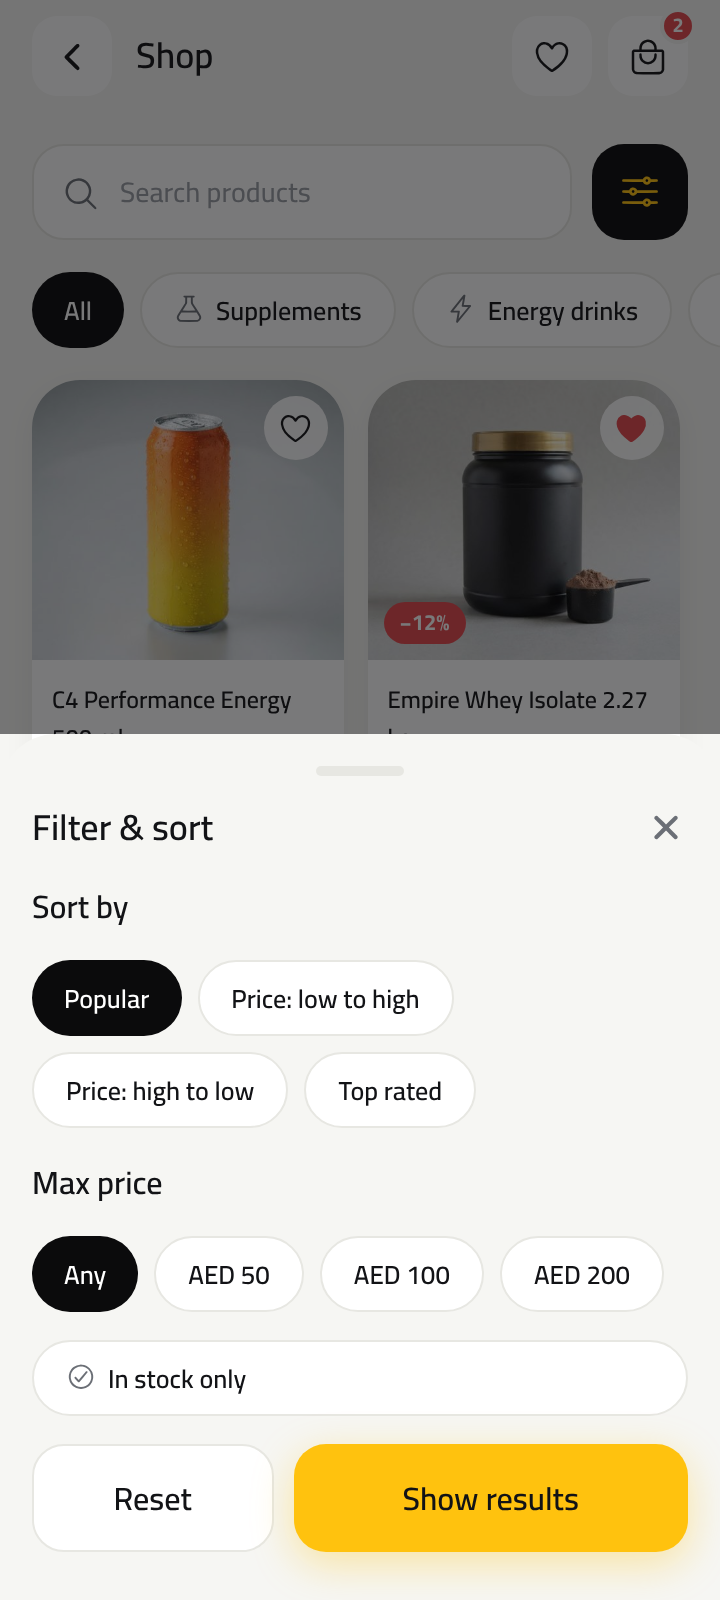 Shop
2
Search products
All
Supplements
Energy drinks
−12%
C4 Performance Energy
Empire Whey Isolate 2.27
Filter & sort
Sort by
Popular
Price: low to high
Price: high to low
Top rated
Max price
Any
AED 50
AED 100
AED 200
In stock only
Reset
Show results